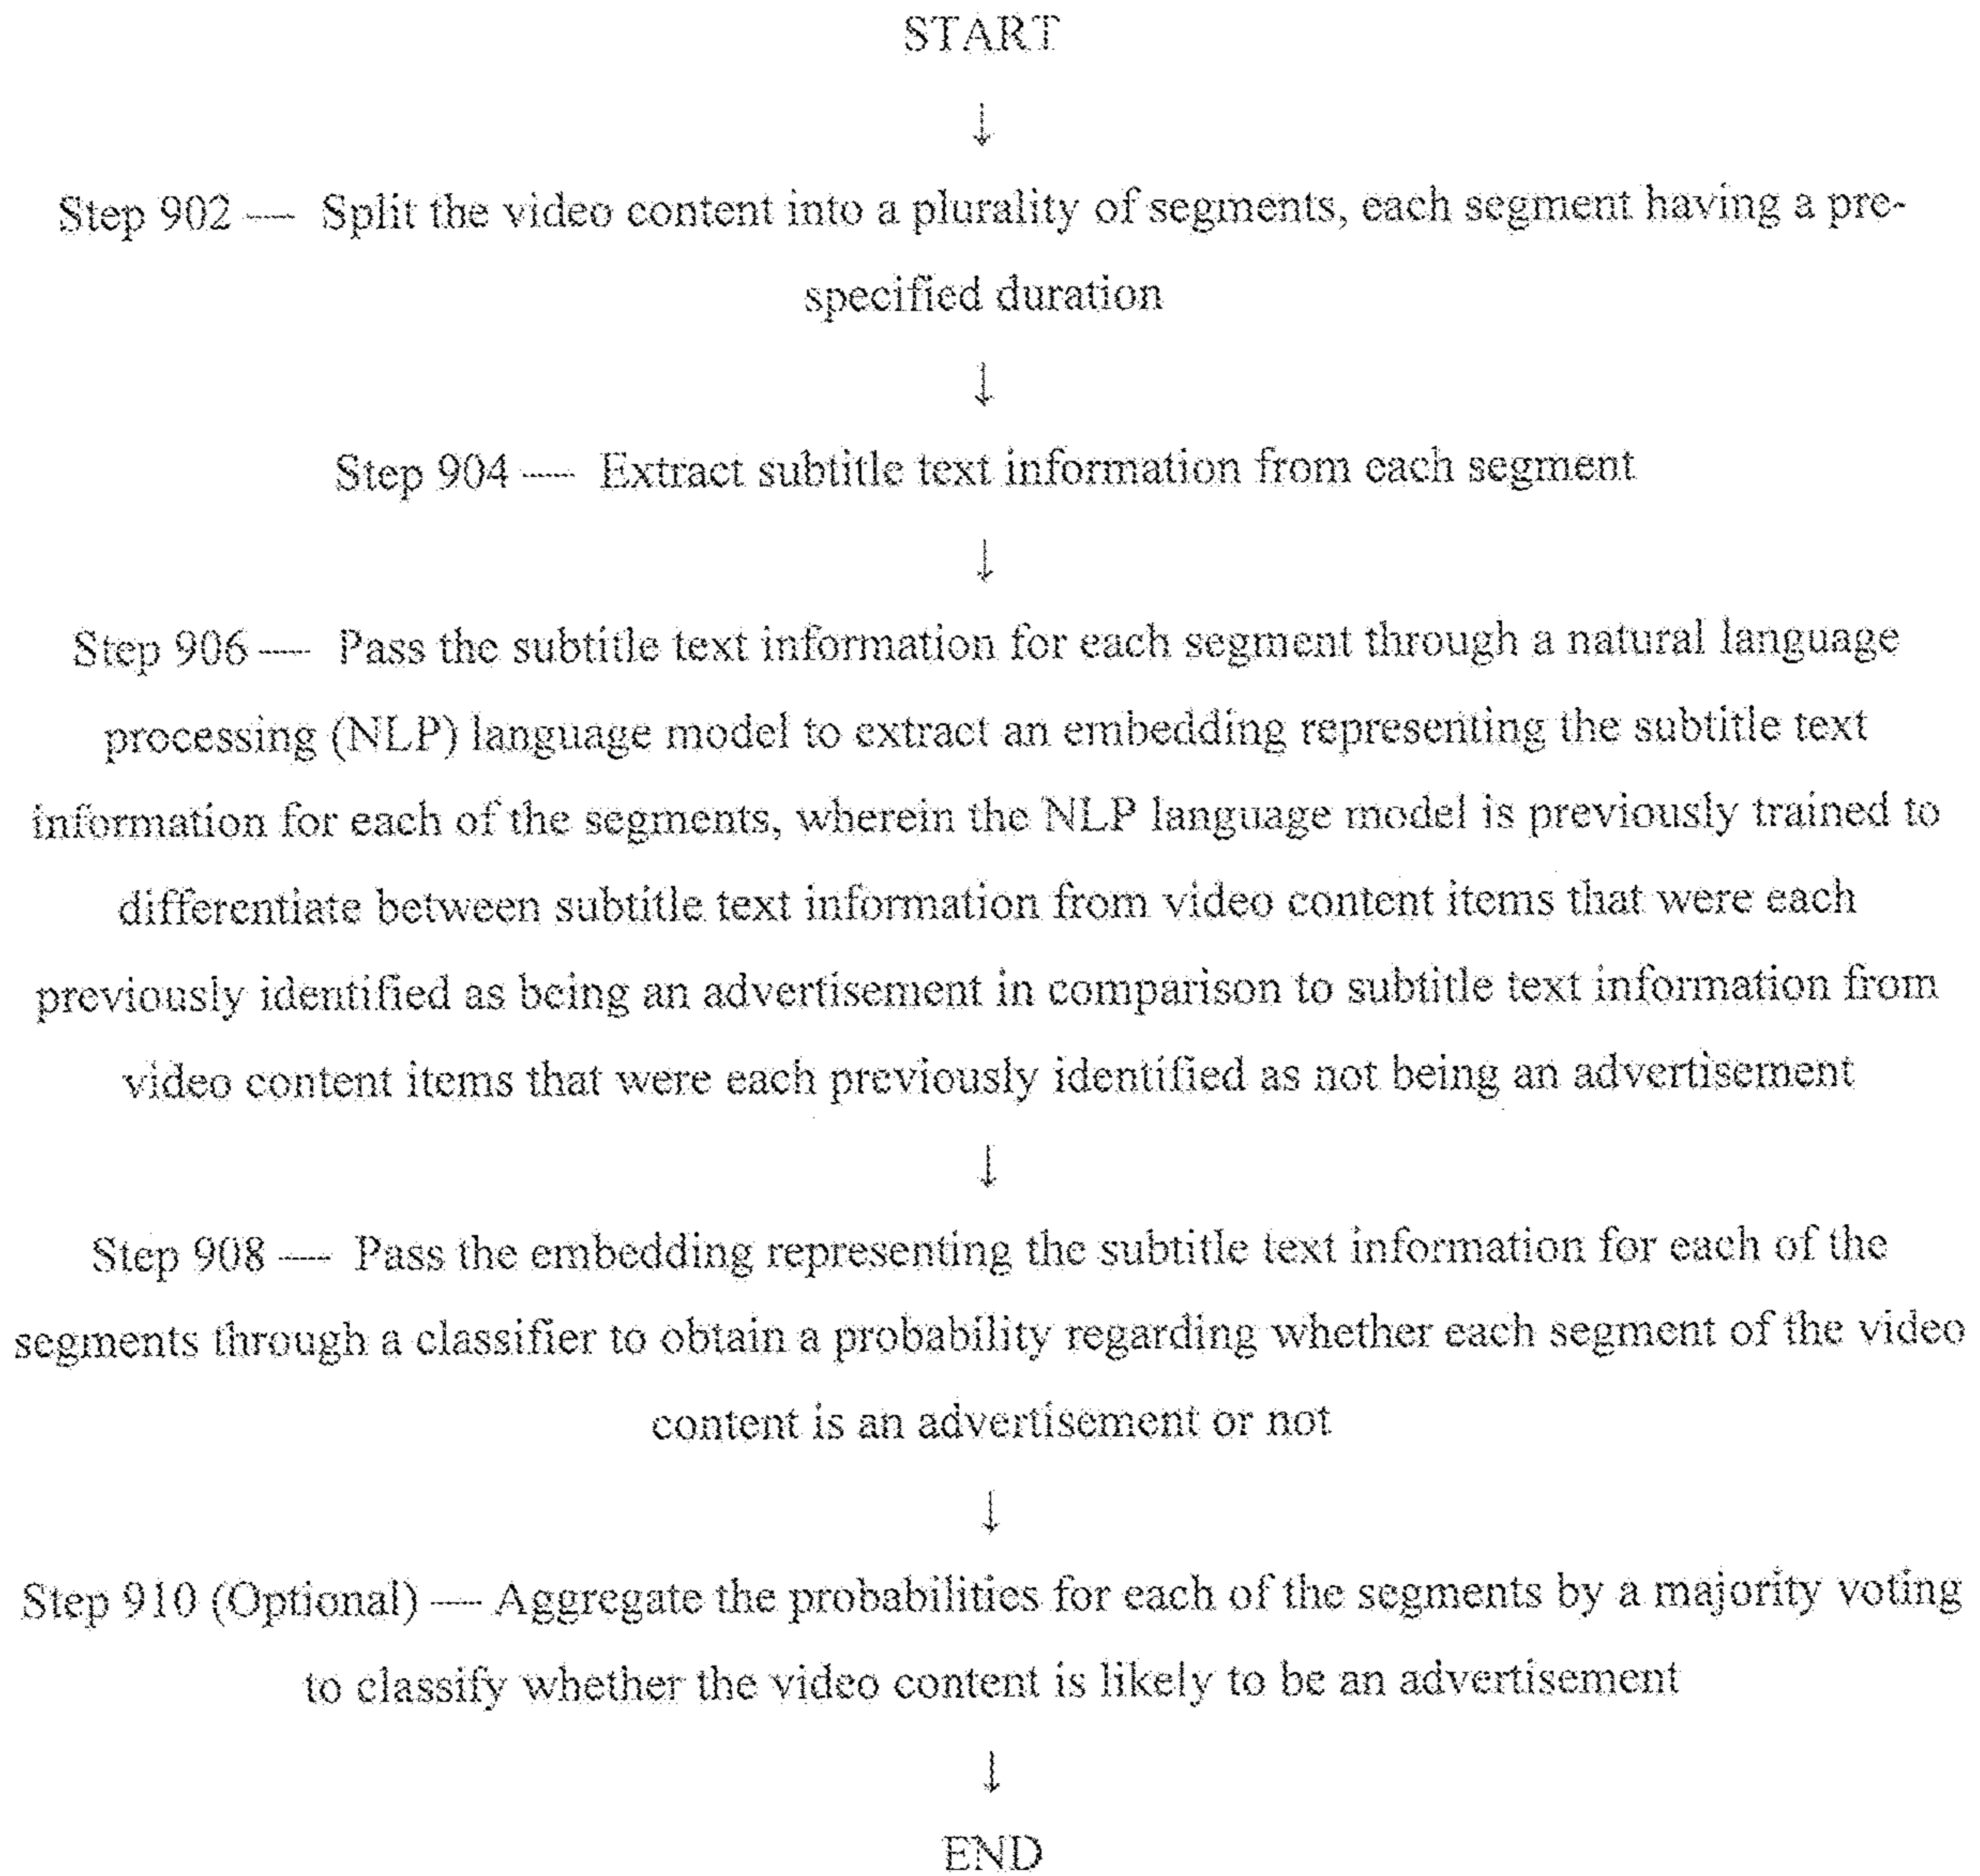 START
↓
Step 902 — Split the video content into a plurality of segments, each segment having a pre-
specified duration
↓
Step 904 — Extract subtitle text information from each segment
↓
Step 906 — Pass the subtitle text information for each segment through a natural language
processing (NLP) language model to extract an embedding representing the subtitle text
information for each of the segments, wherein the NLP language model is previously trained to
differentiate between subtitle text information from video content items that were each
previously identified as being an advertisement in comparison to subtitle text information from
video content items that were each previously identified as not being an advertisement
↓
Step 908 — Pass the embedding representing the subtitle text information for each of the
segments through a classifier to obtain a probability regarding whether each segment of the video
content is an advertisement or not
↓
Step 910 (Optional) — Aggregate the probabilities for each of the segments by a majority voting
to classify whether the video content is likely to be an advertisement
↓
END